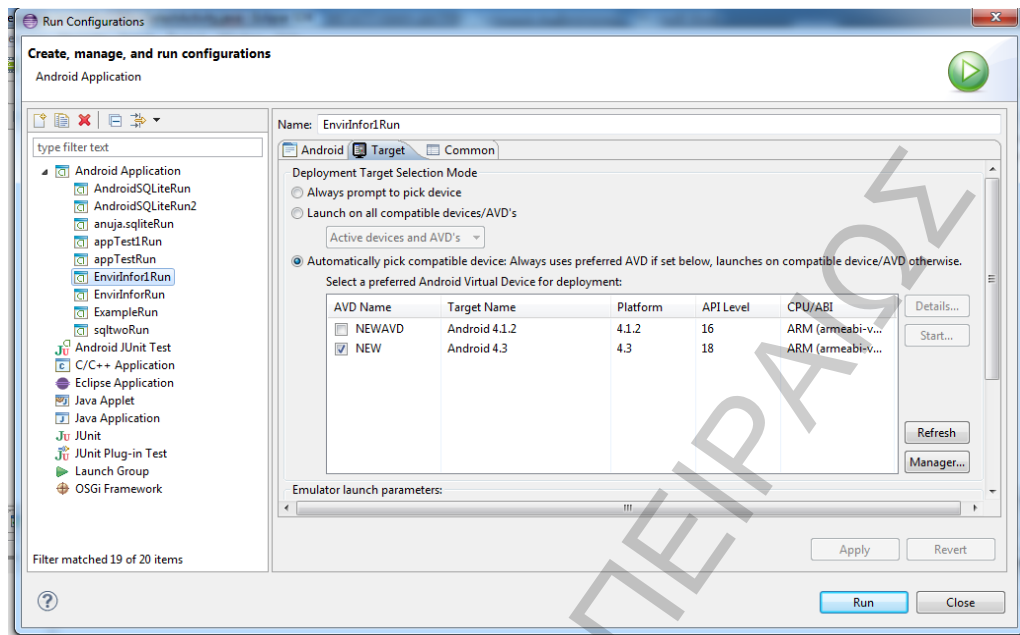 Run Configurations
Create, manage, and run configurations
Android Application
type filter text
Android Application
AndroidSQLiteRun
AndroidSQLiteRun2
anuja.sqliteRun
appTest1Run
appTestRun
EnvirInfor1Run
EnvirInforRun
ExampleRun
sqltwoRun
Android JUnit Test
C/C++ Application
Eclipse Application
Java Applet
Java Application
JUnit
JUnit Plug-in Test
Launch Group
OSGi Framework
Filter matched 19 of 20 items
Name: EnvirInfor1Run
Android Target Common
Deployment Target Selection Mode
Always prompt to pick device
Launch on all compatible devices/AVD's
Active devices and AVD's
Automatically pick compatible device: Always uses preferred AVD if set below, launches on compatible device/AVD otherwise.
Select a preferred Android Virtual Device for deployment:
AVD Name Target Name Platform API Level CPU/ABI
NEWAVD Android 4.1.2 4.1.2 16 ARM (armeabi-v...
NEW Android 4.3 4.3 18 ARM (armeabi-v...
Details...
Start...
Refresh
Manager...
Emulator launch parameters:
Apply Revert
Run Close
ΠΕΙΡΑΙΩΣ